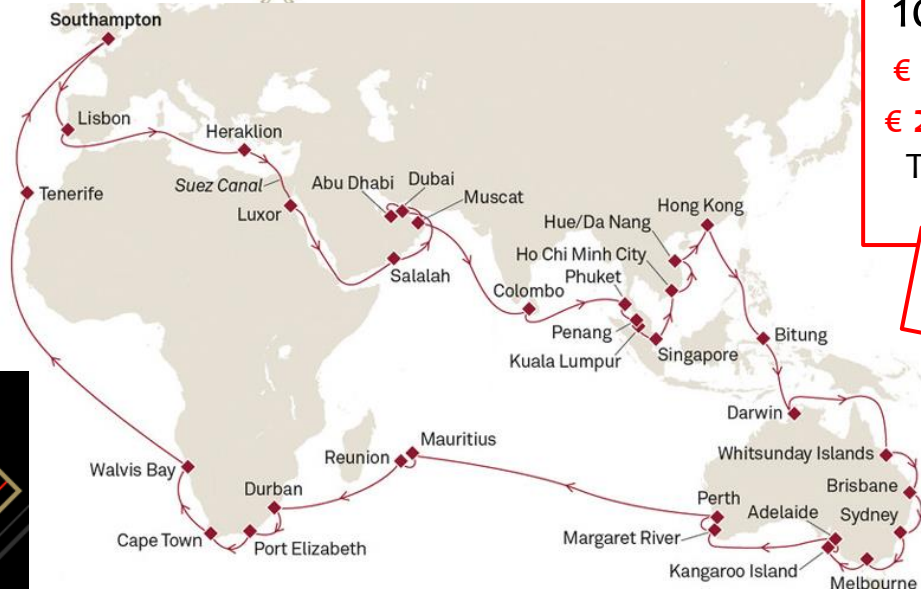 Southampton
10
€
€ 2
T
Lisbon
Heraklion
Suez Canal
Luxor
Abu Dhabi
Dubai
Muscat
Salalah
Tenerife
Hong Kong
Hue/Da Nang
Ho Chi Minh City
Phuket
Colombo
Penang
Kuala Lumpur
Singapore
Bitung
Darwin
Whitsunday Islands
Brisbane
Sydney
Adelaide
Perth
Margaret River
Kangaroo Island
Melbourne
Mauritius
Reunion
Durban
Walvis Bay
Cape Town
Port Elizabeth